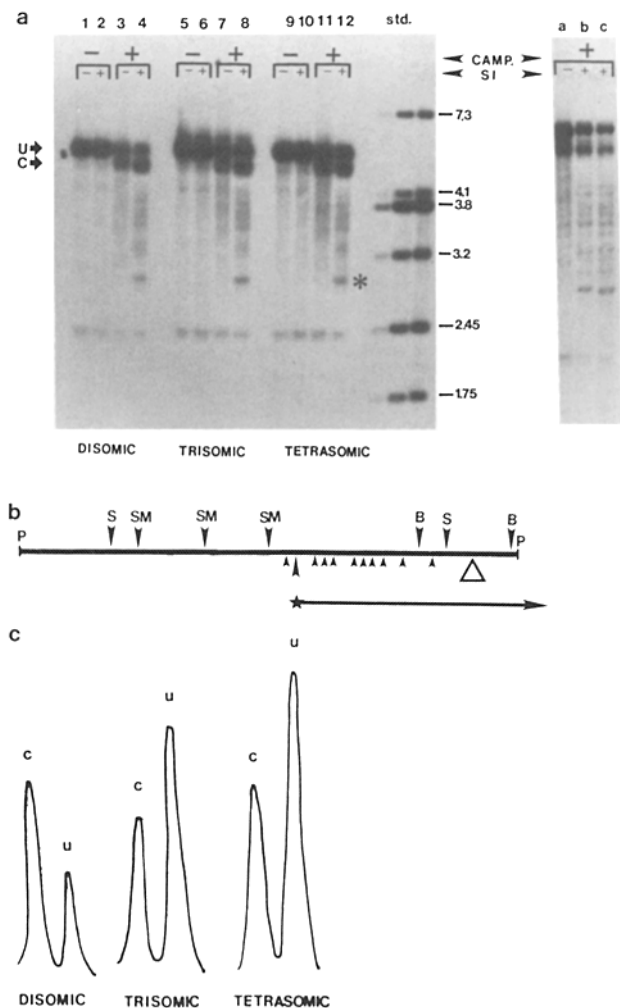 a
1 2 3 4 5 6 7 8 9 10 11 12 std.
− + − + − +
− + − + − + − + − + − +
CAMP.
S1
a b c
+
− + +
U
C
7,3
4.1
3.8
3.2
*
2.45
1.75
DISOMIC TRISOMIC TETRASOMIC
b
P S SM SM SM B S B P
c
c u c u c u
DISOMIC TRISOMIC TETRASOMIC